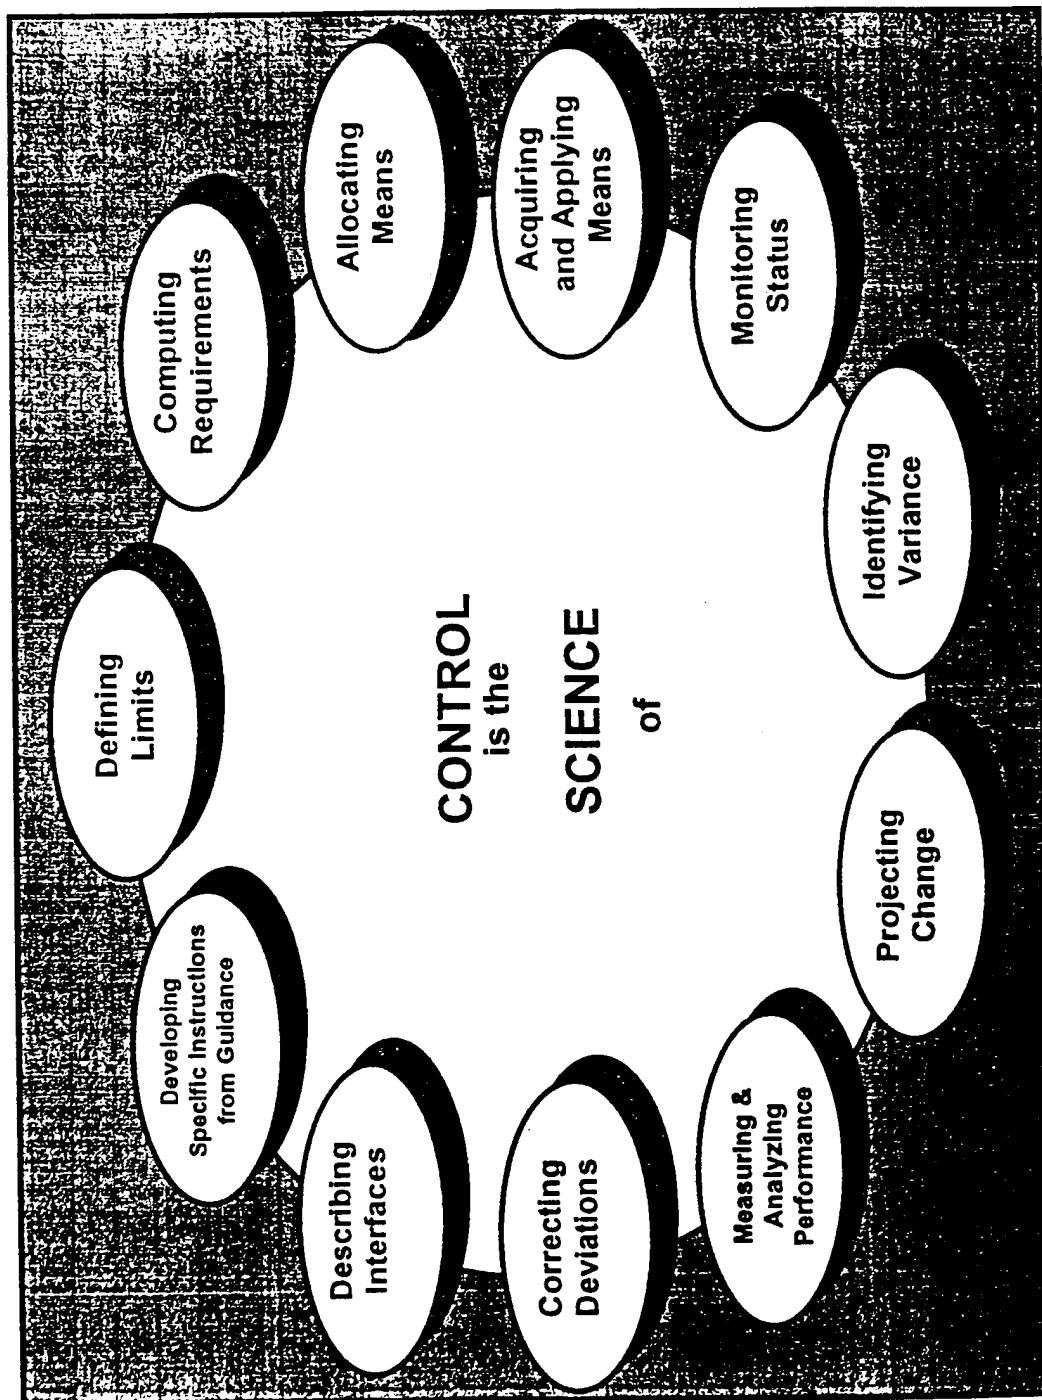 CONTROL
is the
SCIENCE
of
Defining
Limits
Computing
Requirements
Allocating
Means
Acquiring
and Applying
Means
Monitoring
Status
Identifying
Variance
Projecting
Change
Measuring &
Analyzing
Performance
Correcting
Deviations
Describing
Interfaces
Developing
Specific Instructions
from Guidance